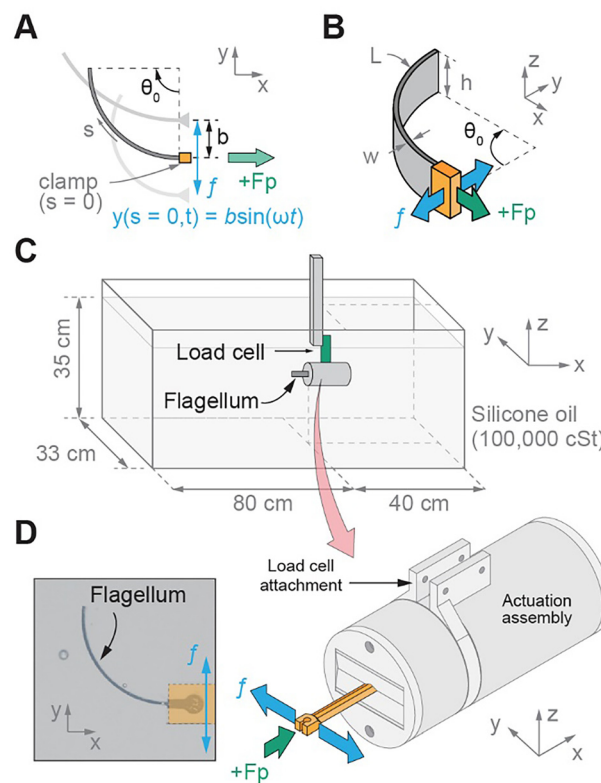 A
y
x
θ0
s
b
clamp
(s = 0)
f
+Fp
y(s = 0,t) = bsin(ωt)
B
L
h
w
θ0
z
y
x
f
+Fp
C
35 cm
33 cm
80 cm
40 cm
Load cell
Flagellum
z
y
x
Silicone oil
(100,000 cSt)
D
Flagellum
f
y
x
Load cell
attachment
Actuation
assembly
f
+Fp
z
y
x